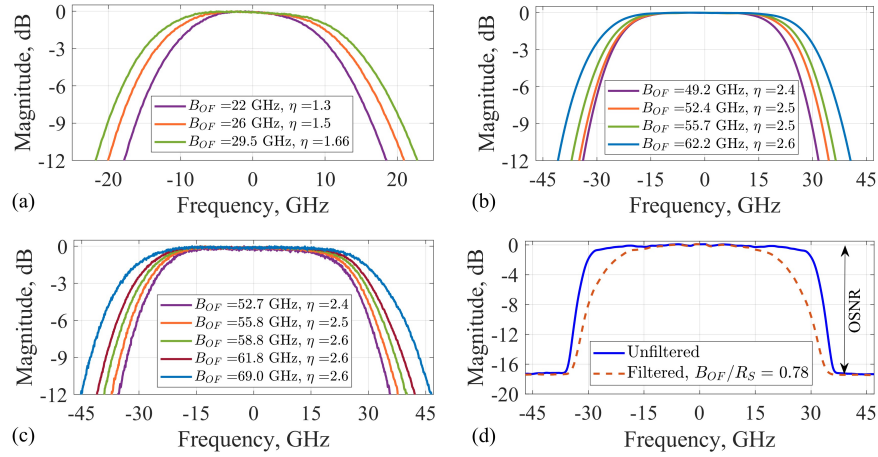 0
-3
-6
-9
-12
Magnitude, dB
B_OF =22 GHz, η =1.3
B_OF =26 GHz, η =1.5
B_OF =29.5 GHz, η =1.66
-20
-10
0
10
20
Frequency, GHz
(a)
0
-3
-6
-9
-12
Magnitude, dB
B_OF =49.2 GHz, η =2.4
B_OF =52.4 GHz, η =2.5
B_OF =55.7 GHz, η =2.5
B_OF =62.2 GHz, η =2.6
-45
-30
-15
0
15
30
45
Frequency, GHz
(b)
0
-3
-6
-9
-12
Magnitude, dB
B_OF =52.7 GHz, η =2.4
B_OF =55.8 GHz, η =2.5
B_OF =58.8 GHz, η =2.6
B_OF =61.8 GHz, η =2.6
B_OF =69.0 GHz, η =2.6
-45
-30
-15
0
15
30
45
Frequency, GHz
(c)
0
-4
-8
-12
-16
-20
Magnitude, dB
OSNR
Unfiltered
Filtered, B_OF/R_S = 0.78
-45
-30
-15
0
15
30
45
Frequency, GHz
(d)